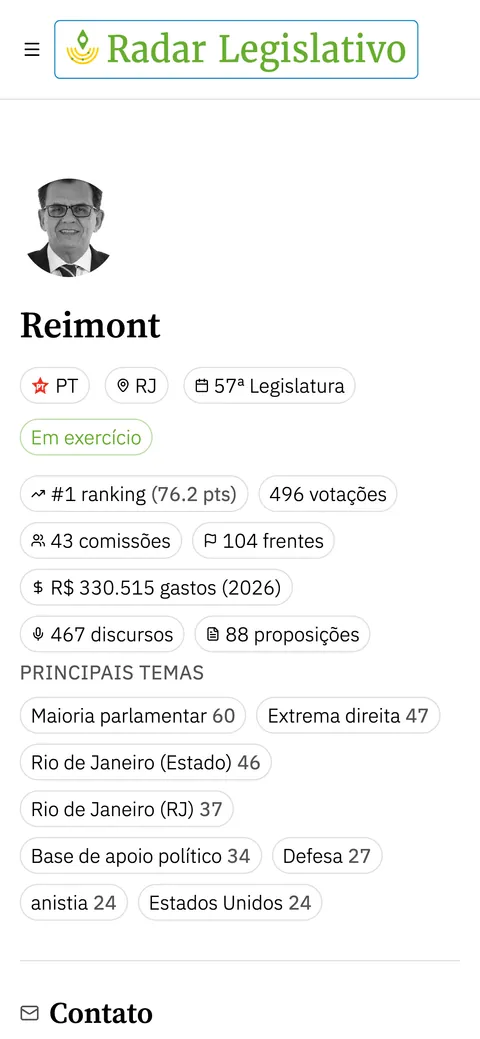 Radar Legislativo
Reimont
PT RJ 57ª Legislatura
Em exercício
#1 ranking (76.2 pts) 496 votações
43 comissões 104 frentes
R$ 330.515 gastos (2026)
467 discursos 88 proposições
PRINCIPAIS TEMAS
Maioria parlamentar 60 Extrema direita 47
Rio de Janeiro (Estado) 46
Rio de Janeiro (RJ) 37
Base de apoio político 34 Defesa 27
anistia 24 Estados Unidos 24
Contato